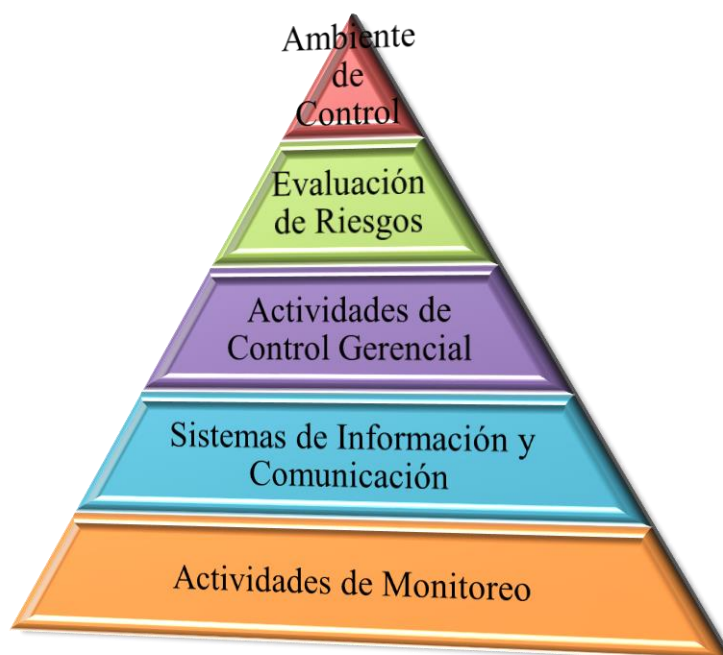 Ambiente
de
Control
Evaluación
de Riesgos
Actividades de
Control Gerencial
Sistemas de Información y
Comunicación
Actividades de Monitoreo